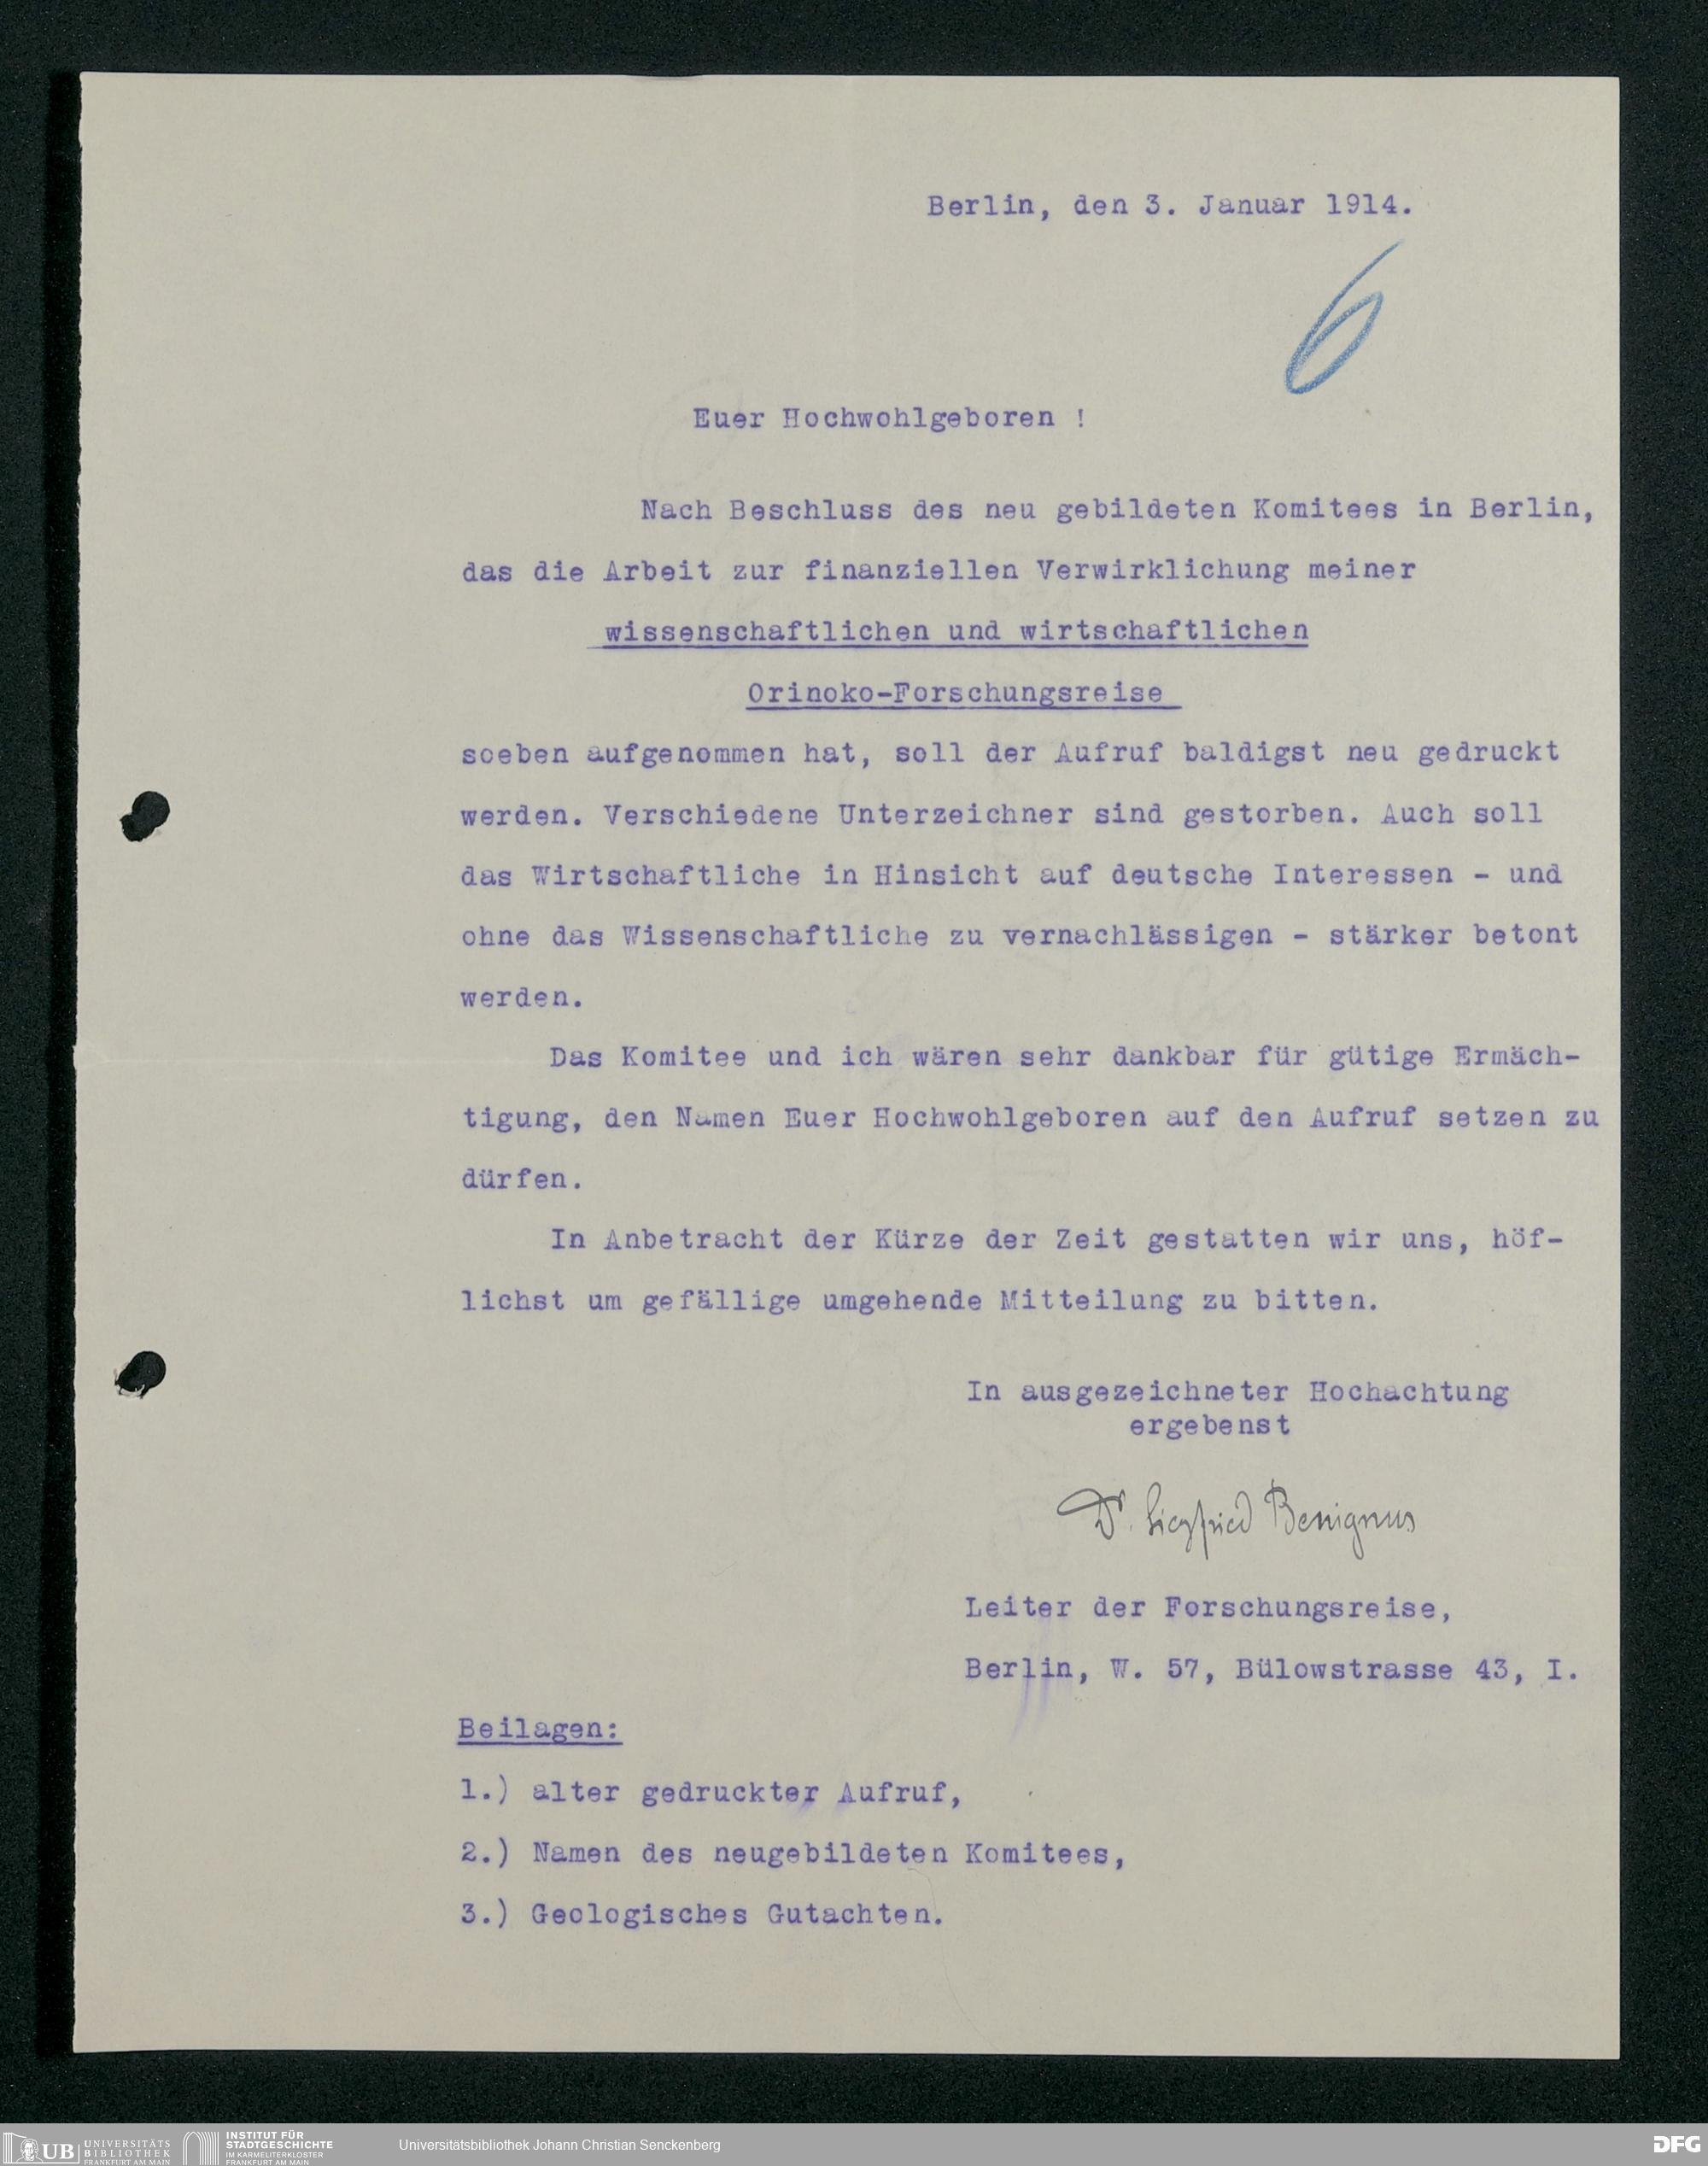 Berlin, den 3. Januar 1914.
6
Euer Hochwohlgeboren !
Nach Beschluss des neu gebildeten Komitees in Berlin,
das die Arbeit zur finanziellen Verwirklichung meiner
wissenschaftlichen und wirtschaftlichen
Orinoko-Forschungsreise
soeben aufgenommen hat, soll der Aufruf baldigst neu gedruckt
werden. Verschiedene Unterzeichner sind gestorben. Auch soll
das Wirtschaftliche in Hinsicht auf deutsche Interessen - und
ohne das Wissenschaftliche zu vernachlässigen - stärker betont
werden.
Das Komitee und ich wären sehr dankbar für gütige Ermäch-
tigung, den Namen Euer Hochwohlgeboren auf den Aufruf setzen zu
dürfen.
In Anbetracht der Kürze der Zeit gestatten wir uns, höf-
lichst um gefällige umgehende Mitteilung zu bitten.
In ausgezeichneter Hochachtung
ergebenst
Dr. Siegfried Benignus
Leiter der Forschungsreise,
Berlin, W. 57, Bülowstrasse 43, I.
Beilagen:
1.) alter gedruckter Aufruf,
2.) Namen des neugebildeten Komitees,
3.) Geologisches Gutachten.
UB UNIVERSITÄTS
BIBLIOTHEK
FRANKFURT AM MAIN
INSTITUT FÜR
STADTGESCHICHTE
IM KARMELITERKLOSTER
FRANKFURT AM MAIN
Universitätsbibliothek Johann Christian Senckenberg
DFG